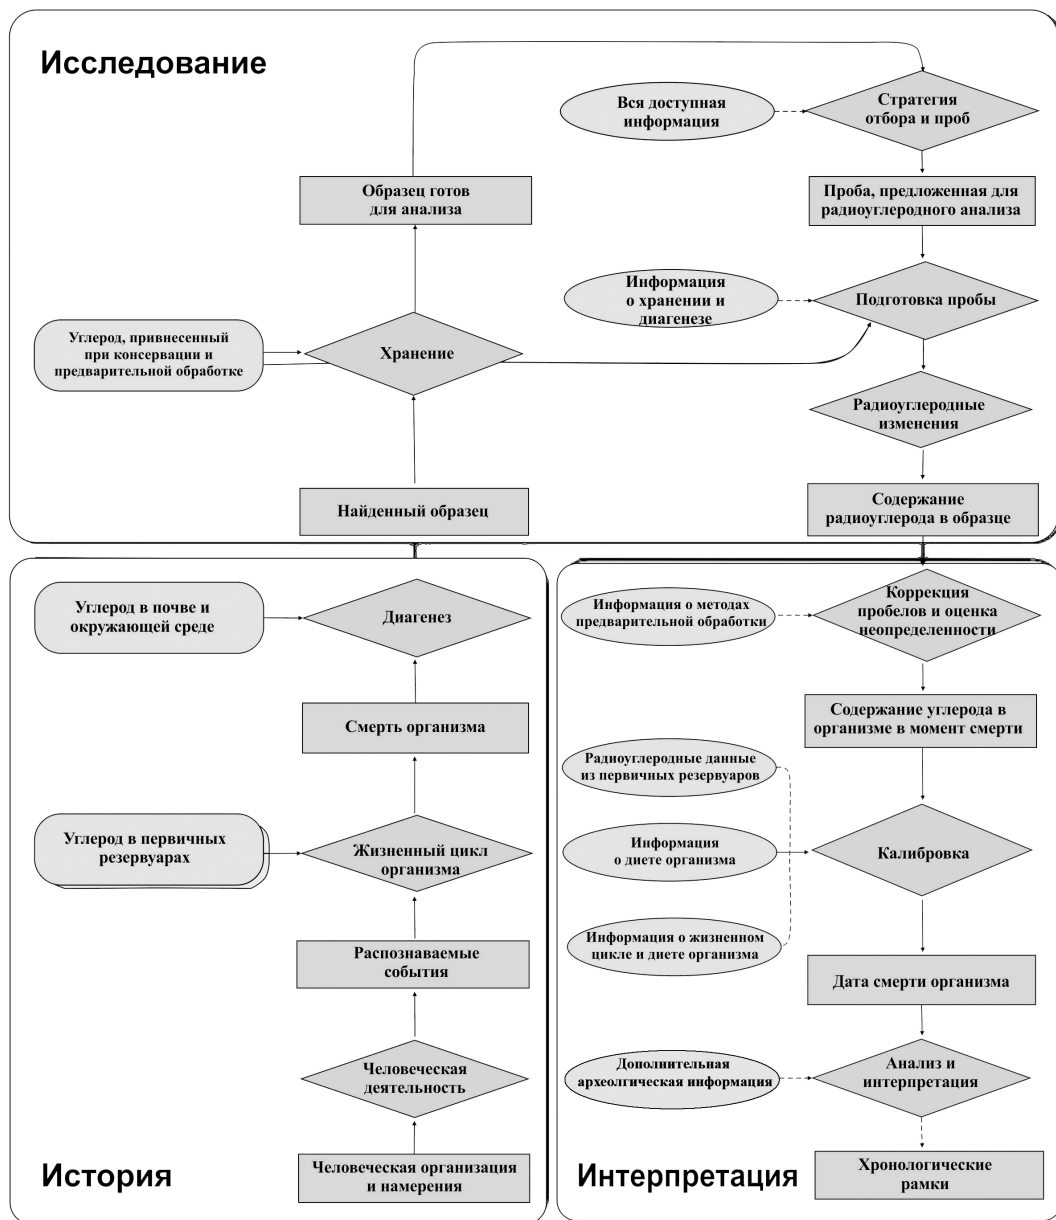 Исследование
Вся доступная
информация
Стратегия
отбора и проб
Образец готов
для анализа
Проба, предложенная для
радиоуглеродного анализа
Информация
о хранении и
диагенезе
Подготовка пробы
Углерод, привнесенный
при консервации и
предварительной обработке
Хранение
Радиоуглеродные
изменения
Найденный образец
Содержание
радиоуглерода в образце
Углерод в почве и
окружающей среде
Диагенез
Смерть организма
Углерод в первичных
резервуарах
Жизненный цикл
организма
Распознаваемые
события
Человеческая
деятельность
История
Человеческая организация
и намерения
Информация о методах
предварительной обработки
Коррекция
пробелов и оценка
неопределенности
Содержание углерода в
организме в момент смерти
Радиоуглеродные данные
из первичных резервуаров
Информация
о диете организма
Калибровка
Информация о жизненном
цикле и диете организма
Дата смерти организма
Дополнительная
археолгическая информация
Анализ и
интерпретация
Интерпретация
Хронологические
рамки